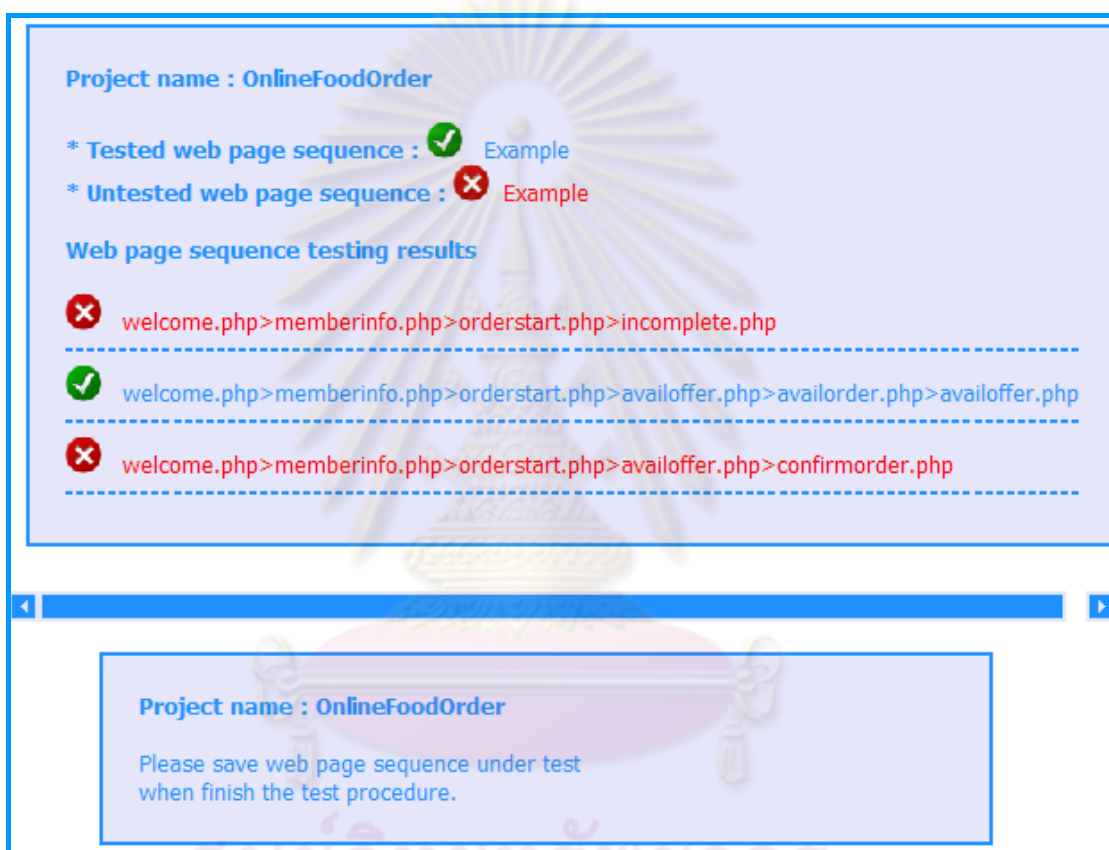 Project name : OnlineFoodOrder
* Tested web page sequence : Example
* Untested web page sequence : Example
Web page sequence testing results
welcome.php>memberinfo.php>orderstart.php>incomplete.php
welcome.php>memberinfo.php>orderstart.php>availoffer.php>availorder.php>availoffer.php
welcome.php>memberinfo.php>orderstart.php>availoffer.php>confirmorder.php
Project name : OnlineFoodOrder
Please save web page sequence under test
when finish the test procedure.